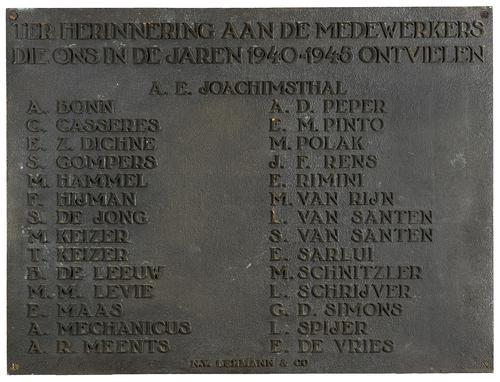 TER HERINNERING AAN DE MEDEWERKERS
DIE ONS IN DE JAREN 1940-1945 ONTVIELEN
A. E. JOACHIMSTHAL
A. BONN
C. CASSERES
E. Z. DICHNE
S. GOMPERS
M. HAMMEL
F. HIJMAN
S. DE JONG
M. KEIZER
T. KEIZER
B. DE LEEUW
M. M. LEVIE
E. MAAS
A. MECHANICUS
A. R. MEENTS
A. D. PEPER
E. M. PINTO
M. POLAK
J. F. RENS
E. RIMINI
M. VAN RIJN
L. VAN SANTEN
S. VAN SANTEN
E. SARLUI
M. SCHNITZLER
L. SCHRIJVER
G. D. SIMONS
L. SPIJER
E. DE VRIES
N.V. LEHMANN & CO